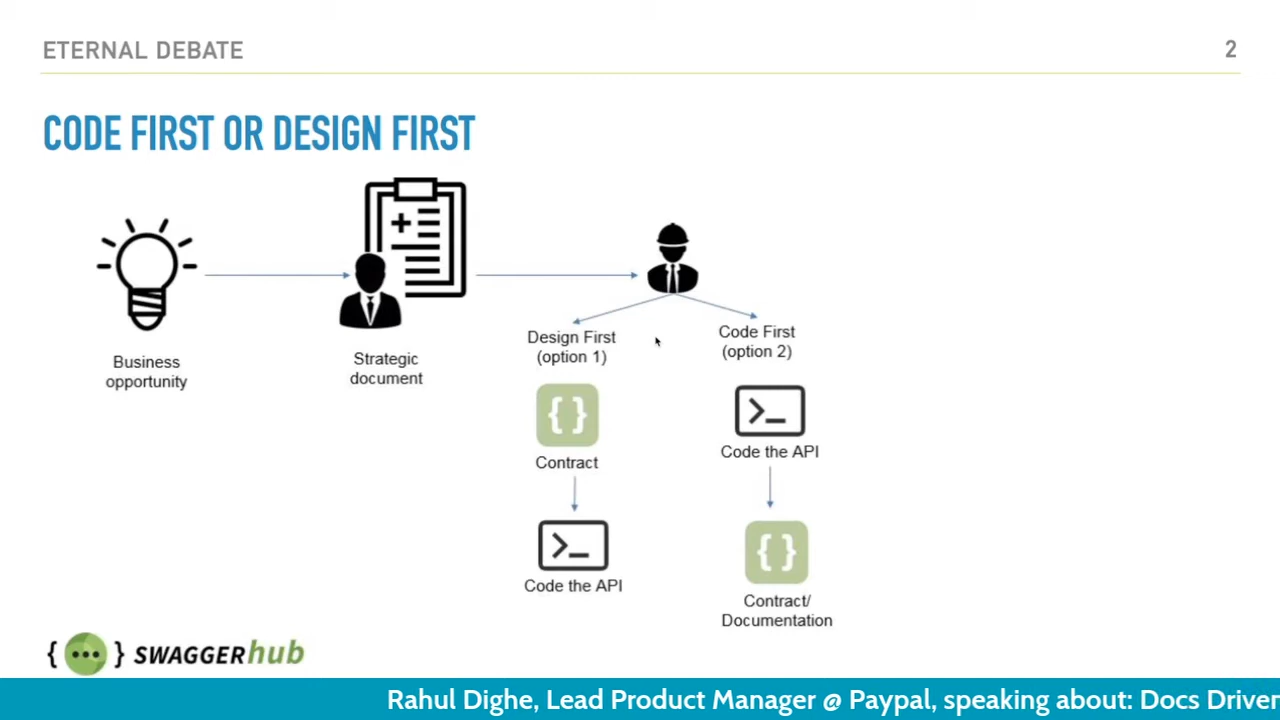 ETERNAL DEBATE
2
CODE FIRST OR DESIGN FIRST
Business
opportunity
Strategic
document
Design First
(option 1)
Code First
(option 2)
{ }
Contract
>_
Code the API
>_
Code the API
{ }
Contract/
Documentation
{···} SWAGGERhub
Rahul Dighe, Lead Product Manager @ Paypal, speaking about: Docs Driven